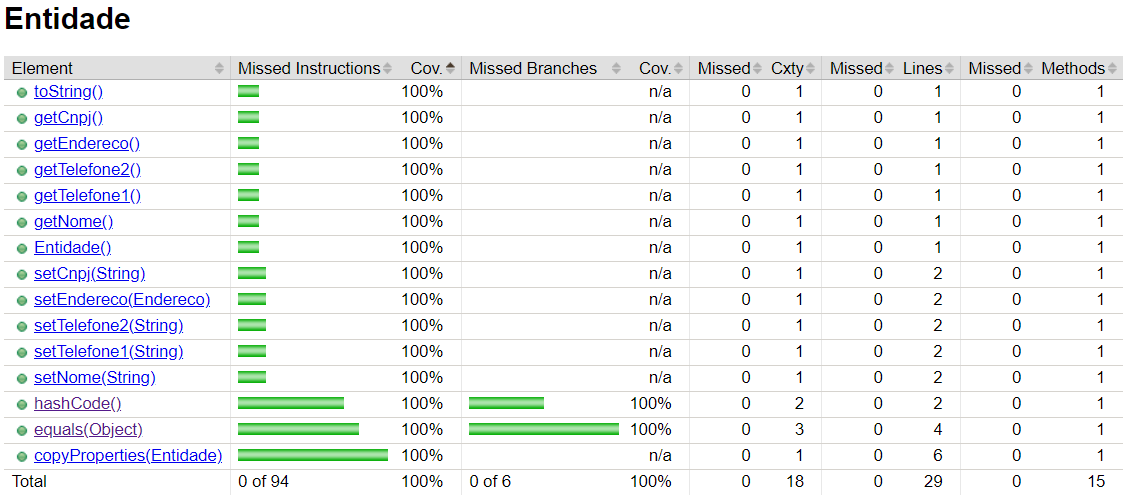 Entidade
Element Missed Instructions Cov. Missed Branches Cov. Missed Cxty Missed Lines Missed Methods
toString() 100% n/a 0 1 0 1 0 1
getCnpj() 100% n/a 0 1 0 1 0 1
getEndereco() 100% n/a 0 1 0 1 0 1
getTelefone2() 100% n/a 0 1 0 1 0 1
getTelefone1() 100% n/a 0 1 0 1 0 1
getNome() 100% n/a 0 1 0 1 0 1
Entidade() 100% n/a 0 1 0 1 0 1
setCnpj(String) 100% n/a 0 1 0 2 0 1
setEndereco(Endereco) 100% n/a 0 1 0 2 0 1
setTelefone2(String) 100% n/a 0 1 0 2 0 1
setTelefone1(String) 100% n/a 0 1 0 2 0 1
setNome(String) 100% n/a 0 1 0 2 0 1
hashCode() 100% 100% 0 2 0 2 0 1
equals(Object) 100% 100% 0 3 0 4 0 1
copyProperties(Entidade) 100% n/a 0 1 0 6 0 1
Total 0 of 94 100% 0 of 6 100% 0 18 0 29 0 15